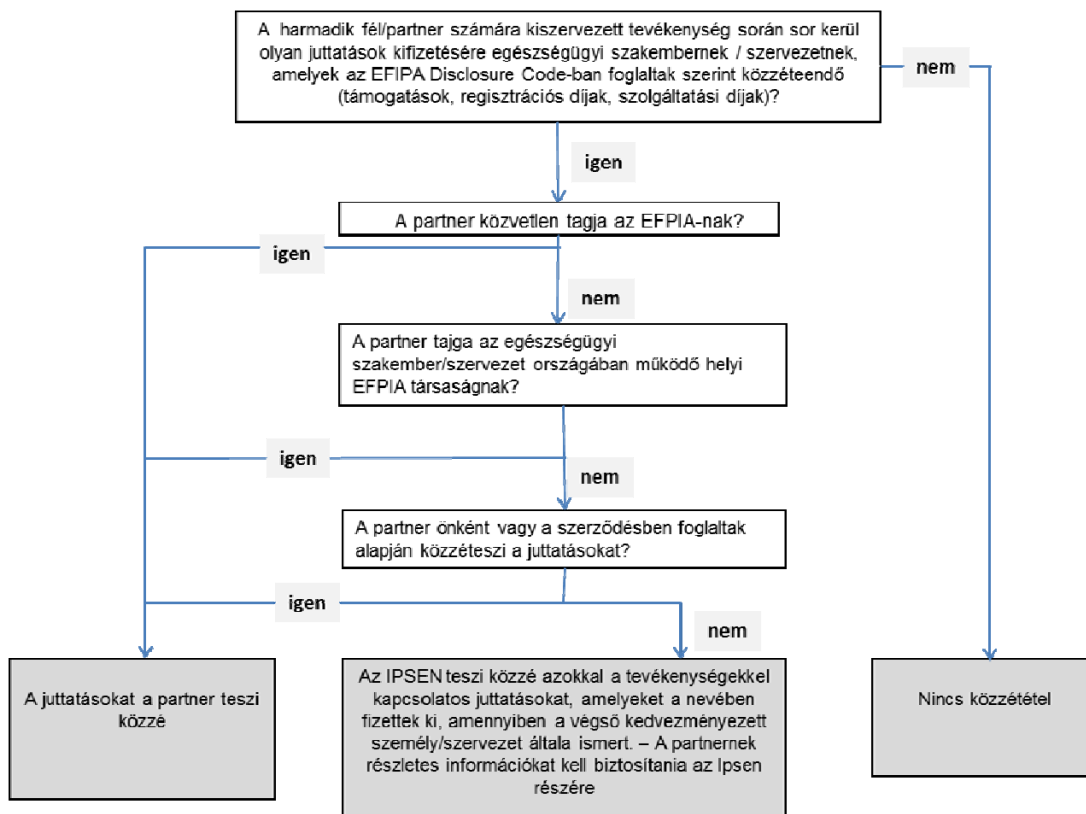 A harmadik fél/partner számára kiszervezett tevékenység során sor kerül
olyan juttatások kifizetésére egészségügyi szakembernek / szervezetnek,
amelyek az EFIPA Disclosure Code-ban foglaltak szerint közzéteendő
(támogatások, regisztrációs díjak, szolgáltatási díjak)?
nem
igen
A partner közvetlen tagja az EFPIA-nak?
igen
nem
A partner tajga az egészségügyi
szakember/szervezet országában működő helyi
EFPIA társaságnak?
igen
nem
A partner önként vagy a szerződésben foglaltak
alapján közzéteszi a juttatásokat?
igen
nem
A juttatásokat a partner teszi
közzé
Az IPSEN teszi közzé azokkal a tevékenységekkel
kapcsolatos juttatásokat, amelyeket a nevében
fizettek ki, amennyiben a végső kedvezményezett
személy/szervezet általa ismert. – A partnernek
részletes információkat kell biztosítania az Ipsen
részére
Nincs közzététel